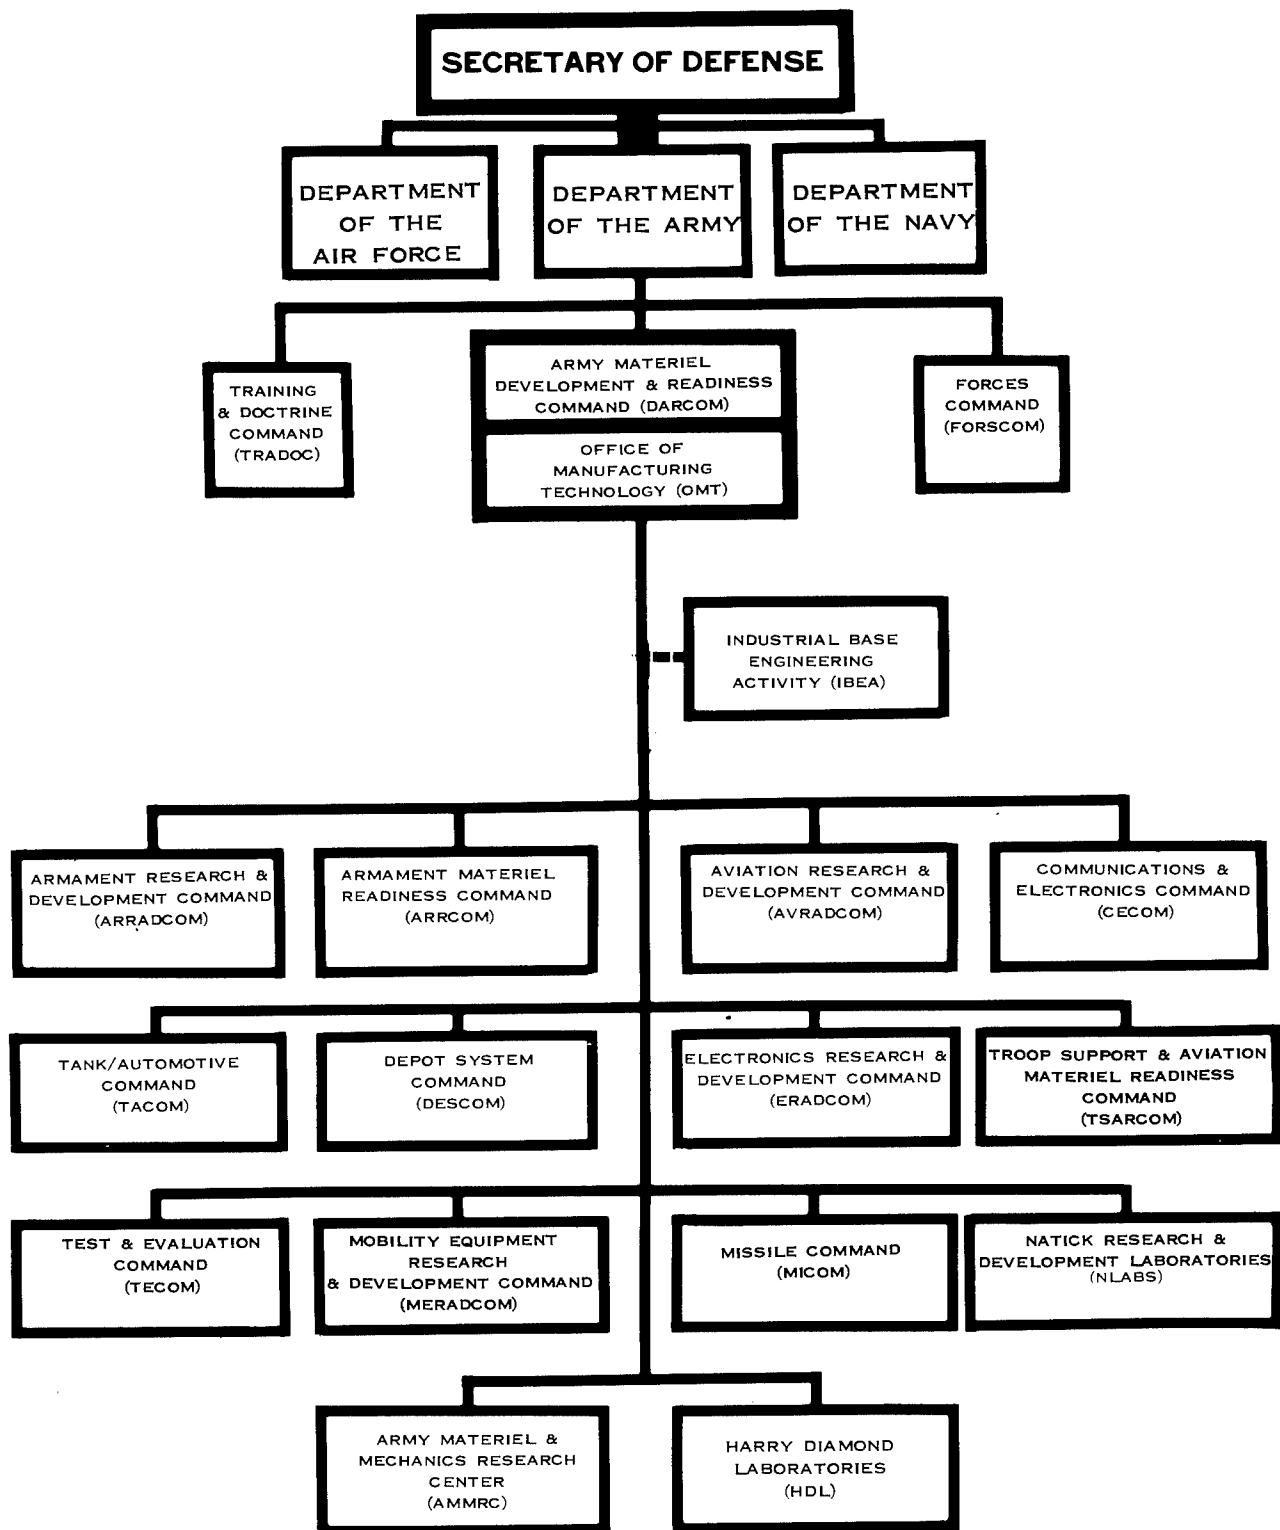 SECRETARY OF DEFENSE
DEPARTMENT
OF THE
AIR FORCE
DEPARTMENT
OF THE ARMY
DEPARTMENT
OF THE NAVY
TRAINING
& DOCTRINE
COMMAND
(TRADOC)
ARMY MATERIEL
DEVELOPMENT & READINESS
COMMAND (DARCOM)
OFFICE OF
MANUFACTURING
TECHNOLOGY (OMT)
FORCES
COMMAND
(FORSCOM)
INDUSTRIAL BASE
ENGINEERING
ACTIVITY (IBEA)
ARMAMENT RESEARCH &
DEVELOPMENT COMMAND
(ARRADCOM)
ARMAMENT MATERIEL
READINESS COMMAND
(ARRCOM)
AVIATION RESEARCH &
DEVELOPMENT COMMAND
(AVRADCOM)
COMMUNICATIONS &
ELECTRONICS COMMAND
(CECOM)
TANK/AUTOMOTIVE
COMMAND
(TACOM)
DEPOT SYSTEM
COMMAND
(DESCOM)
ELECTRONICS RESEARCH &
DEVELOPMENT COMMAND
(ERADCOM)
TROOP SUPPORT & AVIATION
MATERIEL READINESS
COMMAND
(TSARCOM)
TEST & EVALUATION
COMMAND
(TECOM)
MOBILITY EQUIPMENT
RESEARCH
& DEVELOPMENT COMMAND
(MERADCOM)
MISSILE COMMAND
(MICOM)
NATICK RESEARCH &
DEVELOPMENT LABORATORIES
(NLABS)
ARMY MATERIEL &
MECHANICS RESEARCH
CENTER
(AMMRC)
HARRY DIAMOND
LABORATORIES
(HDL)